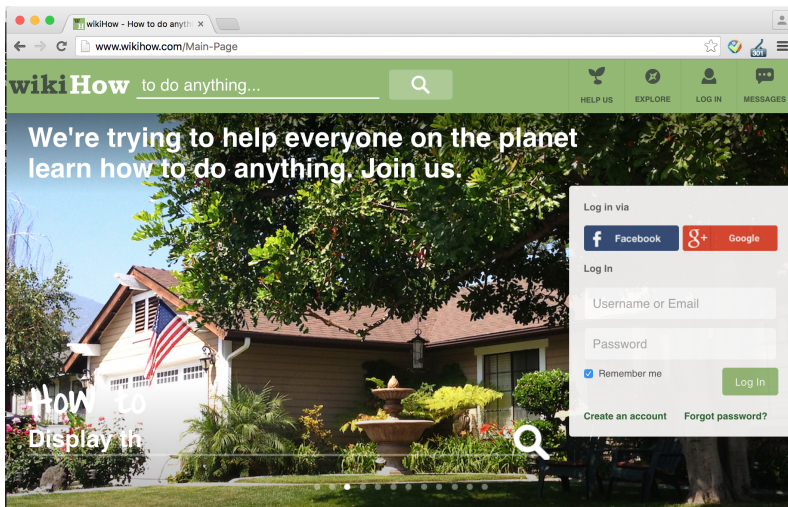 wikiHow - How to do anyth
www.wikihow.com/Main-Page
301
wikiHow to do anything...
HELP US
EXPLORE
LOG IN
MESSAGES
We're trying to help everyone on the planet
learn how to do anything. Join us.
Log in via
f Facebook
g+ Google
Log In
Username or Email
Password
Remember me
Log In
Create an account
Forgot password?
How to
Display th